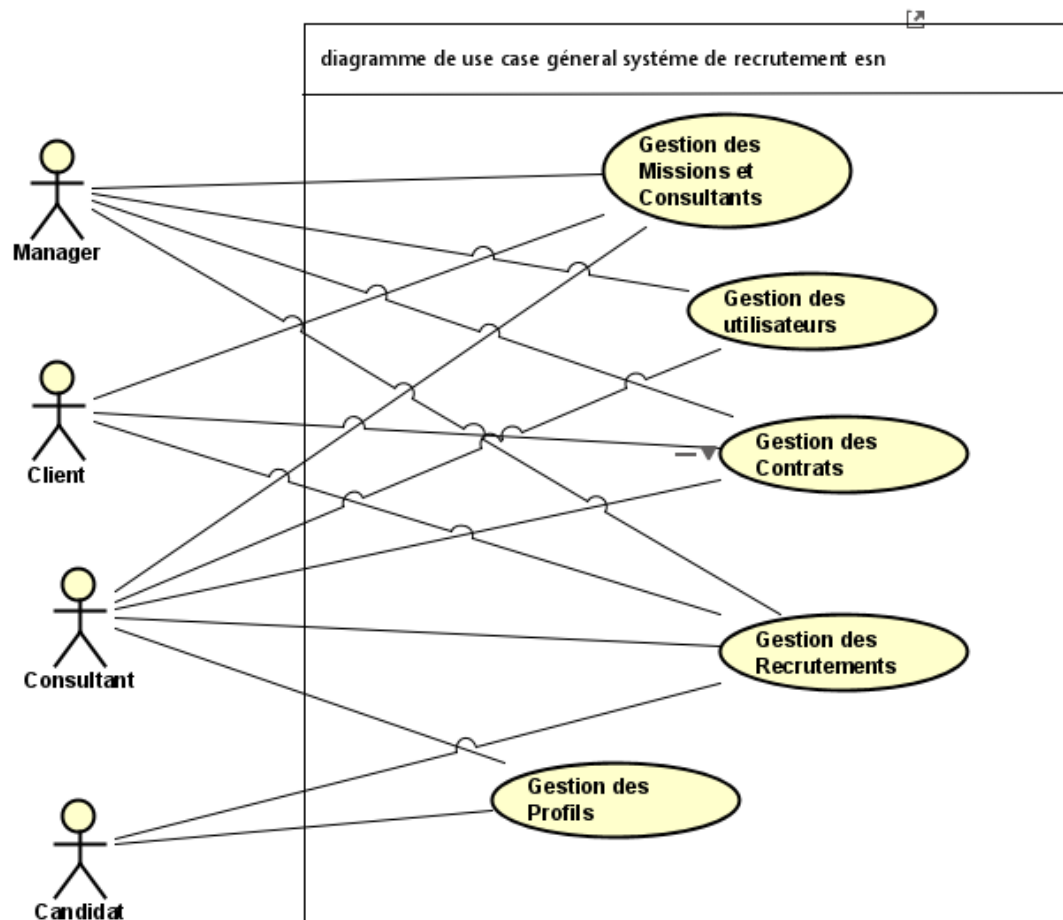 diagramme de use case géneral systéme de recrutement esn
Gestion des
Missions et
Consultants
Manager
Gestion des
utilisateurs
Client
Gestion des
Contrats
Consultant
Gestion des
Recrutements
Gestion des
Profils
Candidat